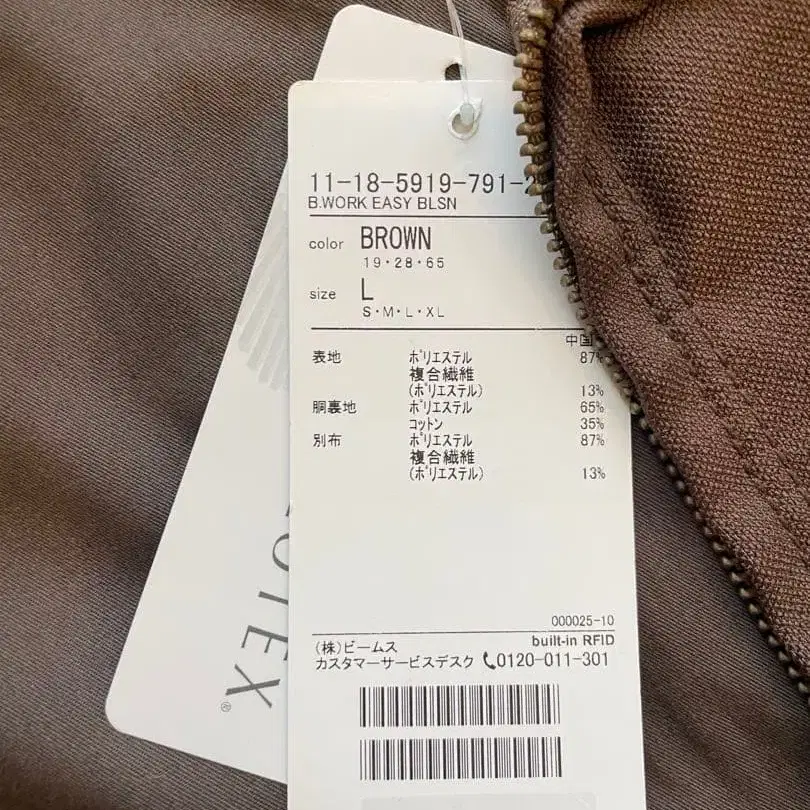 11-18-5919-791-2
B.WORK EASY BLSN
color BROWN
19・28・65
size L
S・M・L・XL
中国
表地 ポリエステル 87%
複合繊維
(ポリエステル) 13%
胴裏地 ポリエステル 65%
コットン 35%
別布 ポリエステル 87%
複合繊維
(ポリエステル) 13%
000025-10
built-in RFID
(株)ビームス
カスタマーサービスデスク 0120-011-301
OTEX®